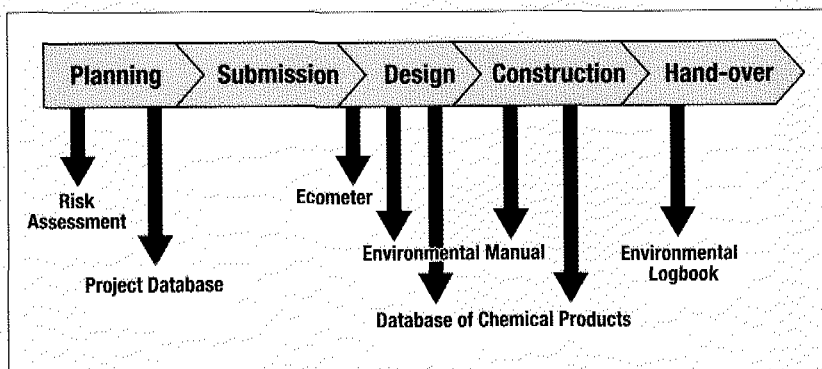 Planning
Submission
Design
Construction
Hand-over
Risk
Assessment
Project Database
Ecometer
Environmental Manual
Database of Chemical Products
Environmental
Logbook